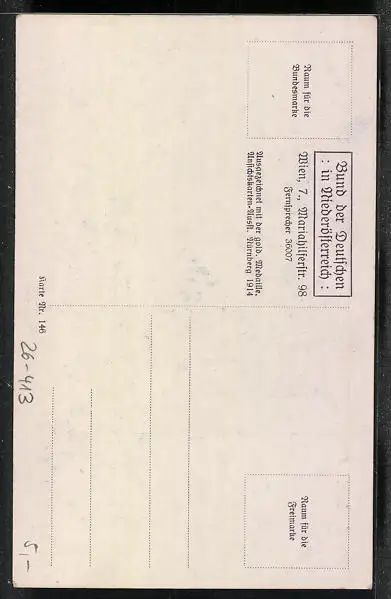 Raum für die
Bundesmarke
Bund der Deutschen
: in Niederösterreich :
Wien, 7., Mariahilferstr. 98
Fernsprecher 36007
Ausgezeichnet mit der gold. Medaille.
Ansichtskarten-Ausst. Nürnberg 1914
Karte Nr. 146
Raum für die
Freimarke
26-413
5,-